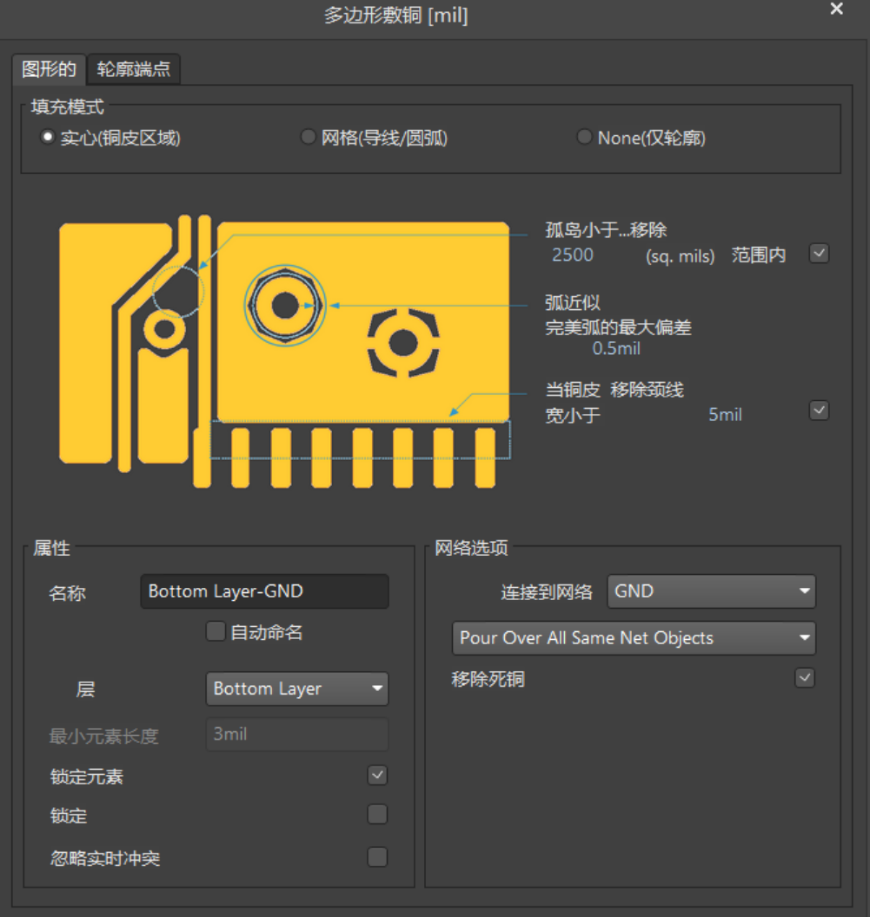 多边形敷铜 [mil]
图形的 轮廓端点
填充模式
实心(铜皮区域) 网格(导线/圆弧) None(仅轮廓)
孤岛小于...移除
2500 (sq. mils) 范围内
弧近似
完美弧的最大偏差
0.5mil
当铜皮 移除颈线
宽小于 5mil
属性
名称 Bottom Layer-GND
自动命名
层 Bottom Layer
最小元素长度 3mil
锁定元素
锁定
忽略实时冲突
网络选项
连接到网络 GND
Pour Over All Same Net Objects
移除死铜